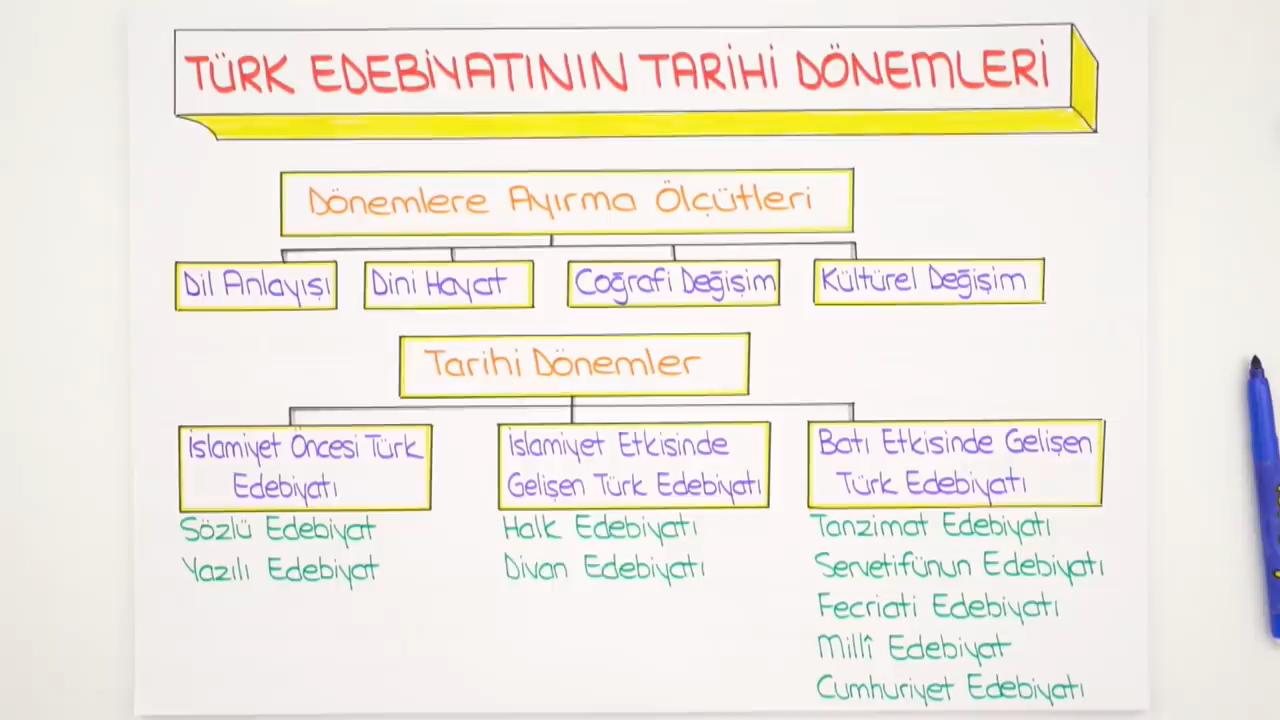 TÜRK EDEBİYATININ TARİHİ DÖNEMLERİ
Dönemlere Ayırma Ölçütleri
Dil Anlayışı
Dini Hayat
Coğrafi Değişim
Kültürel Değişim
Tarihi Dönemler
İslamiyet Öncesi Türk
Edebiyatı
Sözlü Edebiyat
Yazılı Edebiyat
İslamiyet Etkisinde
Gelişen Türk Edebiyatı
Halk Edebiyatı
Divan Edebiyatı
Batı Etkisinde Gelişen
Türk Edebiyatı
Tanzimat Edebiyatı
Servetifünun Edebiyatı
Fecriati Edebiyatı
Millî Edebiyat
Cumhuriyet Edebiyatı